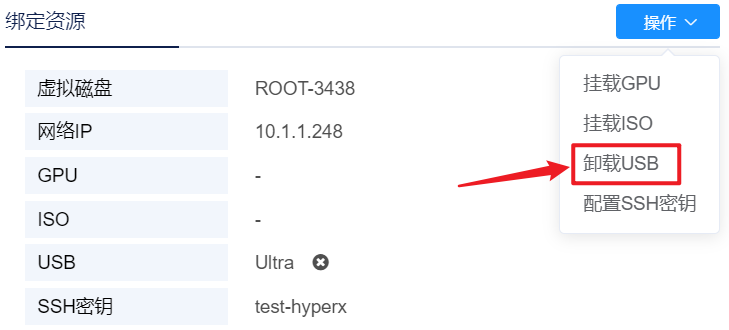 绑定资源
操作
虚拟磁盘 ROOT-3438
网络IP 10.1.1.248
GPU -
ISO -
USB Ultra
SSH密钥 test-hyperx
挂载GPU
挂载ISO
卸载USB
配置SSH密钥